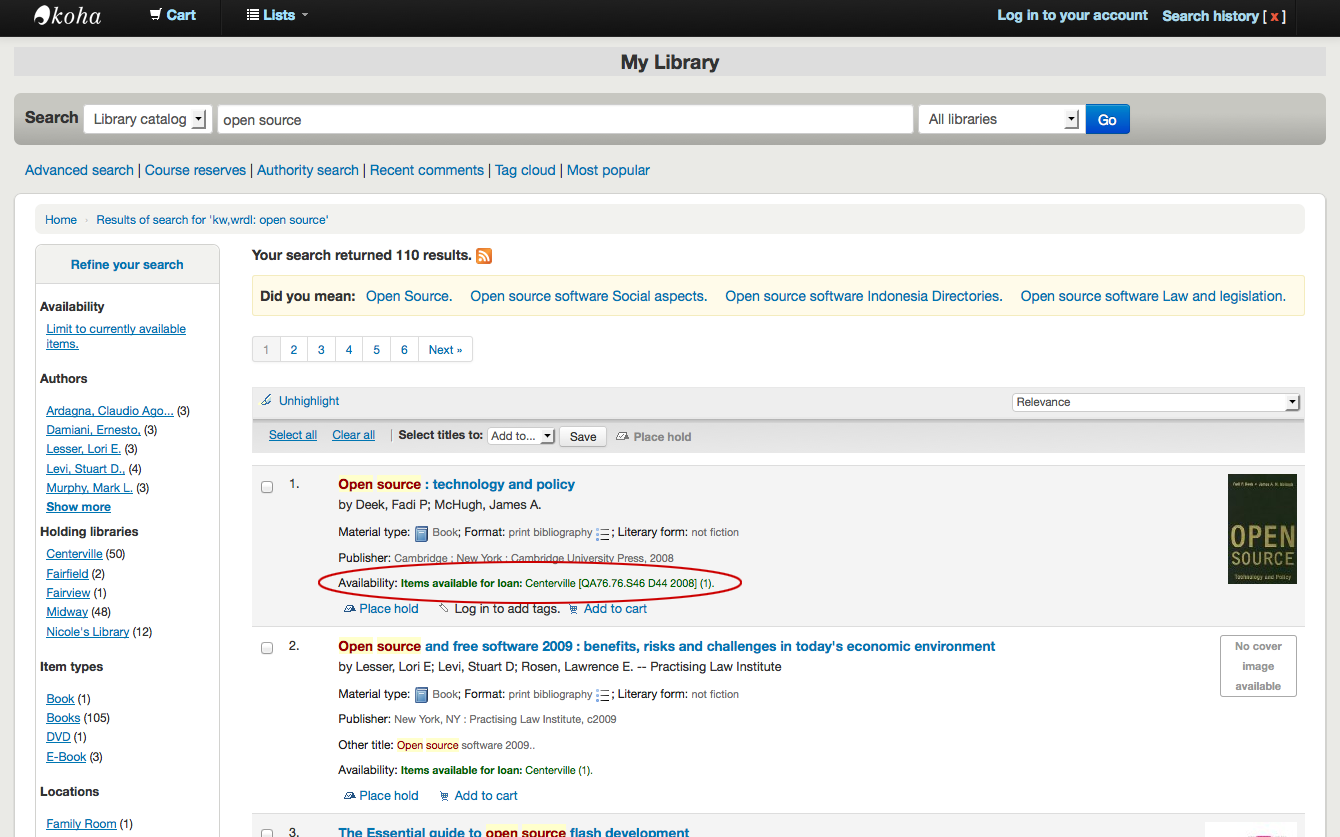 koha Cart Lists Log in to your account Search history [ x ]
My Library
Search Library catalog open source All libraries Go
Advanced search | Course reserves | Authority search | Recent comments | Tag cloud | Most popular
Home Results of search for 'kw,wrdl: open source'
Refine your search
Availability
Limit to currently available
items.
Authors
Ardagna, Claudio Ago... (3)
Damiani, Ernesto, (3)
Lesser, Lori E. (3)
Levi, Stuart D., (4)
Murphy, Mark L. (3)
Show more
Holding libraries
Centerville (50)
Fairfield (2)
Fairview (1)
Midway (48)
Nicole's Library (12)
Item types
Book (1)
Books (105)
DVD (1)
E-Book (3)
Locations
Family Room (1)
Your search returned 110 results.
Did you mean: Open Source. Open source software Social aspects. Open source software Indonesia Directories. Open source software Law and legislation.
1 2 3 4 5 6 Next »
Unhighlight Relevance
Select all Clear all | Select titles to: Add to... Save Place hold
1. Open source : technology and policy
by Deek, Fadi P; McHugh, James A.
Material type: Book; Format: print bibliography ; Literary form: not fiction
Publisher: Cambridge : New York : Cambridge University Press, 2008
Availability: Items available for loan: Centerville [QA76.76.S46 D44 2008] (1).
Place hold Log in to add tags. Add to cart
OPEN
SOURCE
Technology and Policy
2. Open source and free software 2009 : benefits, risks and challenges in today's economic environment
by Lesser, Lori E; Levi, Stuart D; Rosen, Lawrence E. -- Practising Law Institute
Material type: Book; Format: print bibliography ; Literary form: not fiction
Publisher: New York, NY : Practising Law Institute, c2009
Other title: Open source software 2009..
Availability: Items available for loan: Centerville (1).
Place hold Add to cart
No cover
image
available
3. The Essential guide to open source flash development